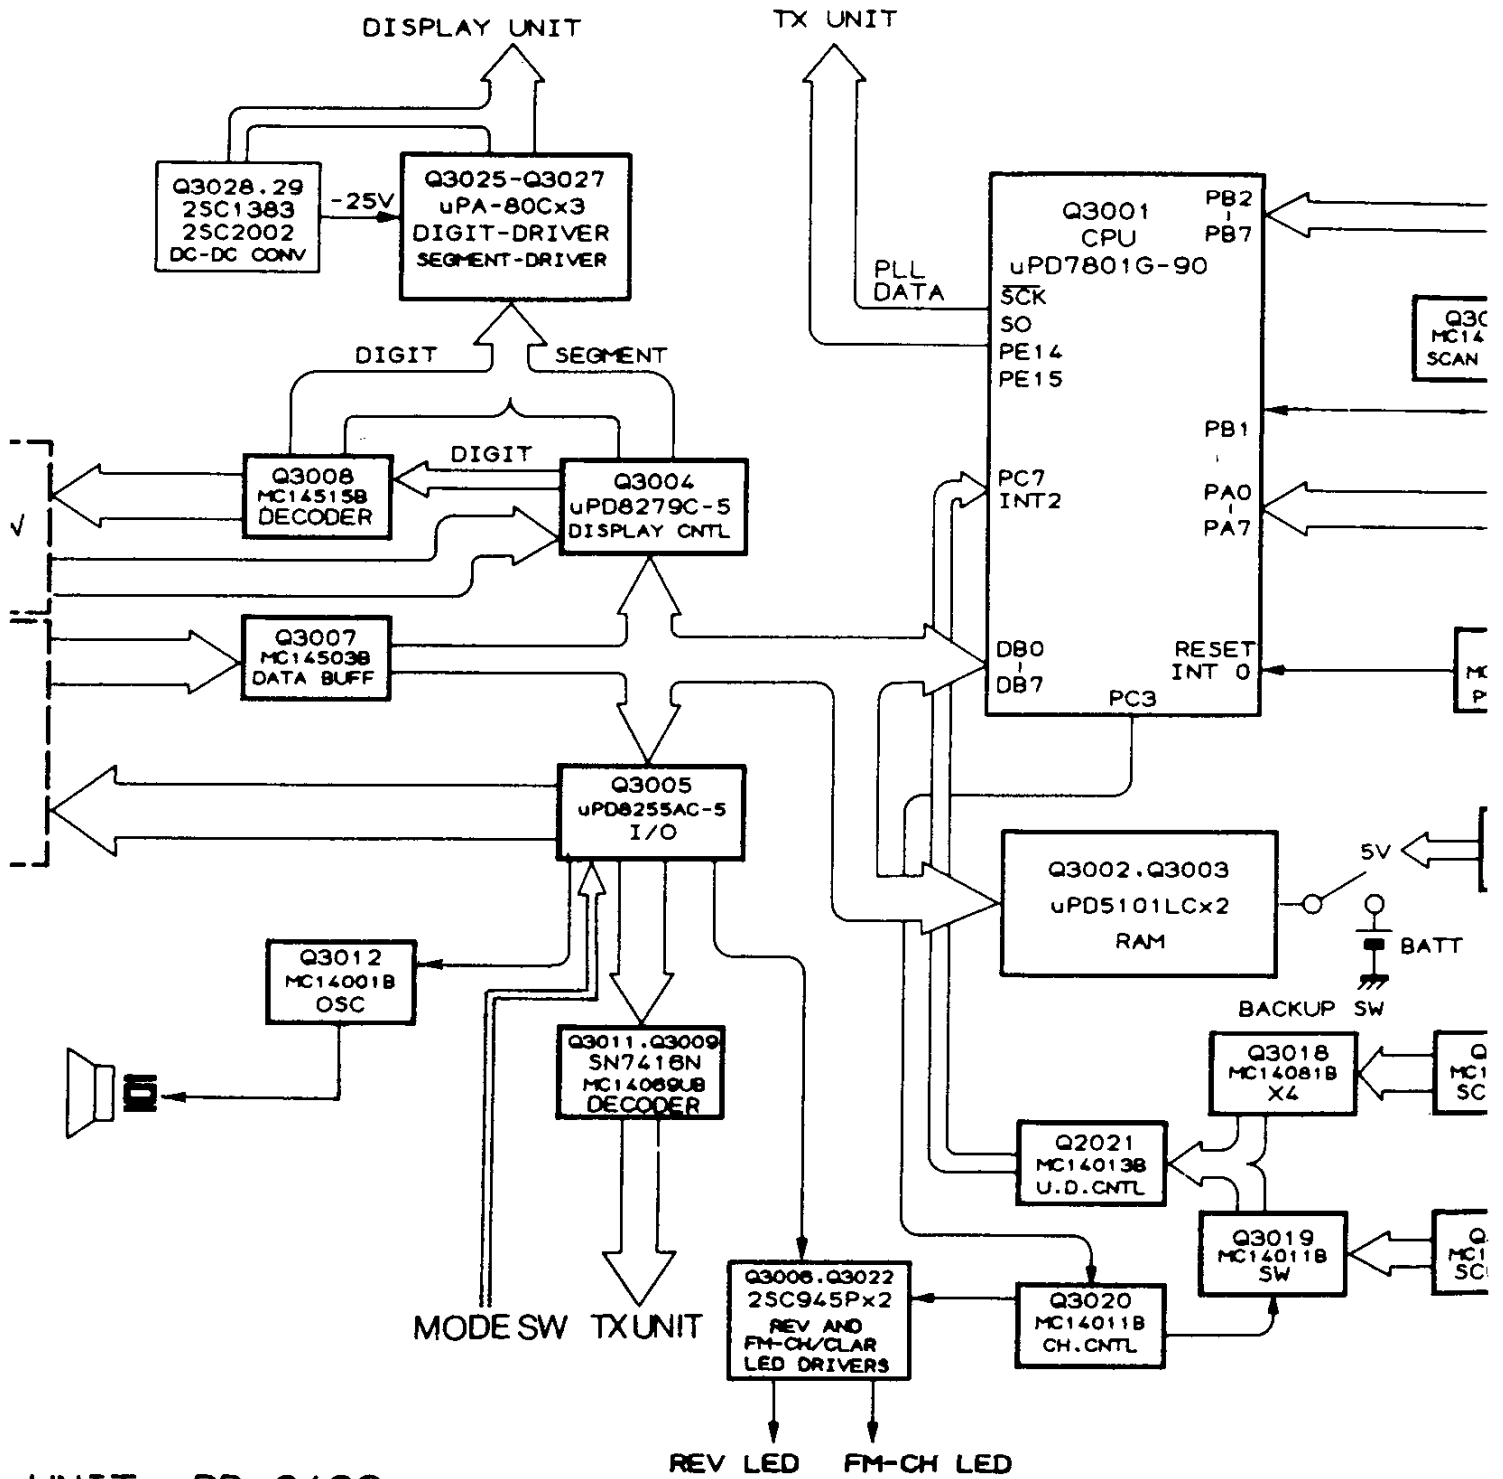 DISPLAY UNIT
TX UNIT
Q3028.29
2SC1383
2SC2002
DC-DC CONV
-25V
Q3025-Q3027
uPA-80Cx3
DIGIT-DRIVER
SEGMENT-DRIVER
PLL
DATA
Q3001
CPU
uPD7801G-90
PB2
PB7
SCK
SO
PE14
PE15
PB1
PC7
INT2
PA0
PA7
DB0
DB7
RESET
INT 0
PC3
SCAN
DIGIT
SEGMENT
DIGIT
Q3008
MC14515B
DECODER
Q3004
uPD8279C-5
DISPLAY CNTL
Q3007
MC14503B
DATA BUFF
Q3005
uPD8255AC-5
I/O
Q3002.Q3003
uPD5101LCx2
RAM
5V
BATT
BACKUP SW
Q3012
MC14001B
OSC
Q3011.Q3009
SN7416N
MC14069UB
DECODER
Q3018
MC14081B
X4
Q2021
MC14013B
U.D.CNTL
Q3019
MC14011B
SW
Q3006.Q3022
2SC945Px2
REV AND
FM-CH/CLAR
LED DRIVERS
Q3020
MC14011B
CH.CNTL
MODE SW
TX UNIT
REV LED
FM-CH LED